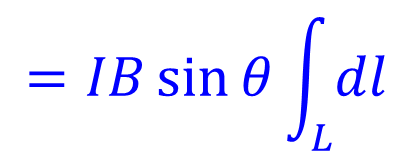 = IB sin θ ∫_L dl